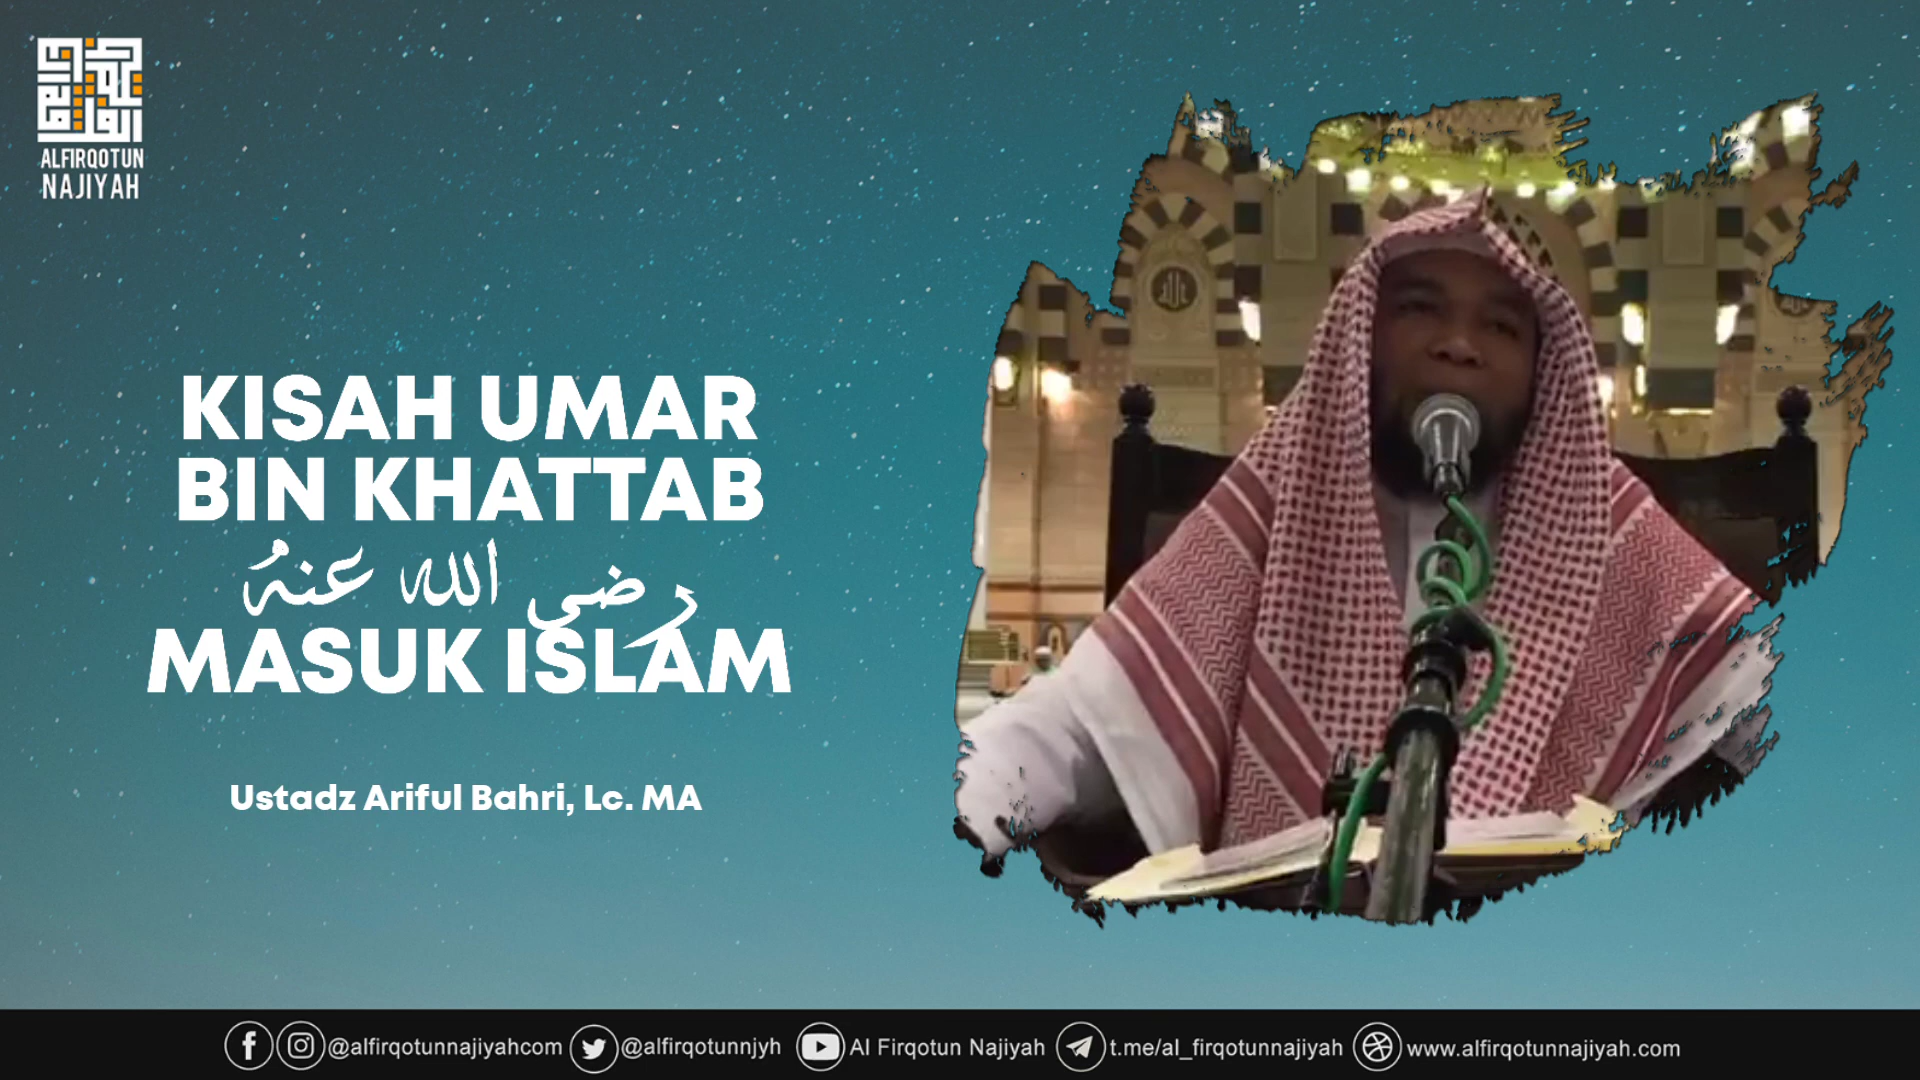 ALFIRQOTUN
NAJIYAH
KISAH UMAR
BIN KHATTAB
رضي الله عنهُ
MASUK ISLAM
Ustadz Ariful Bahri, Lc. MA
@alfirqotunnajiyahcom @alfirqotunnjyh Al Firqotun Najiyah t.me/al_firqotunnajiyah www.alfirqotunnajiyah.com